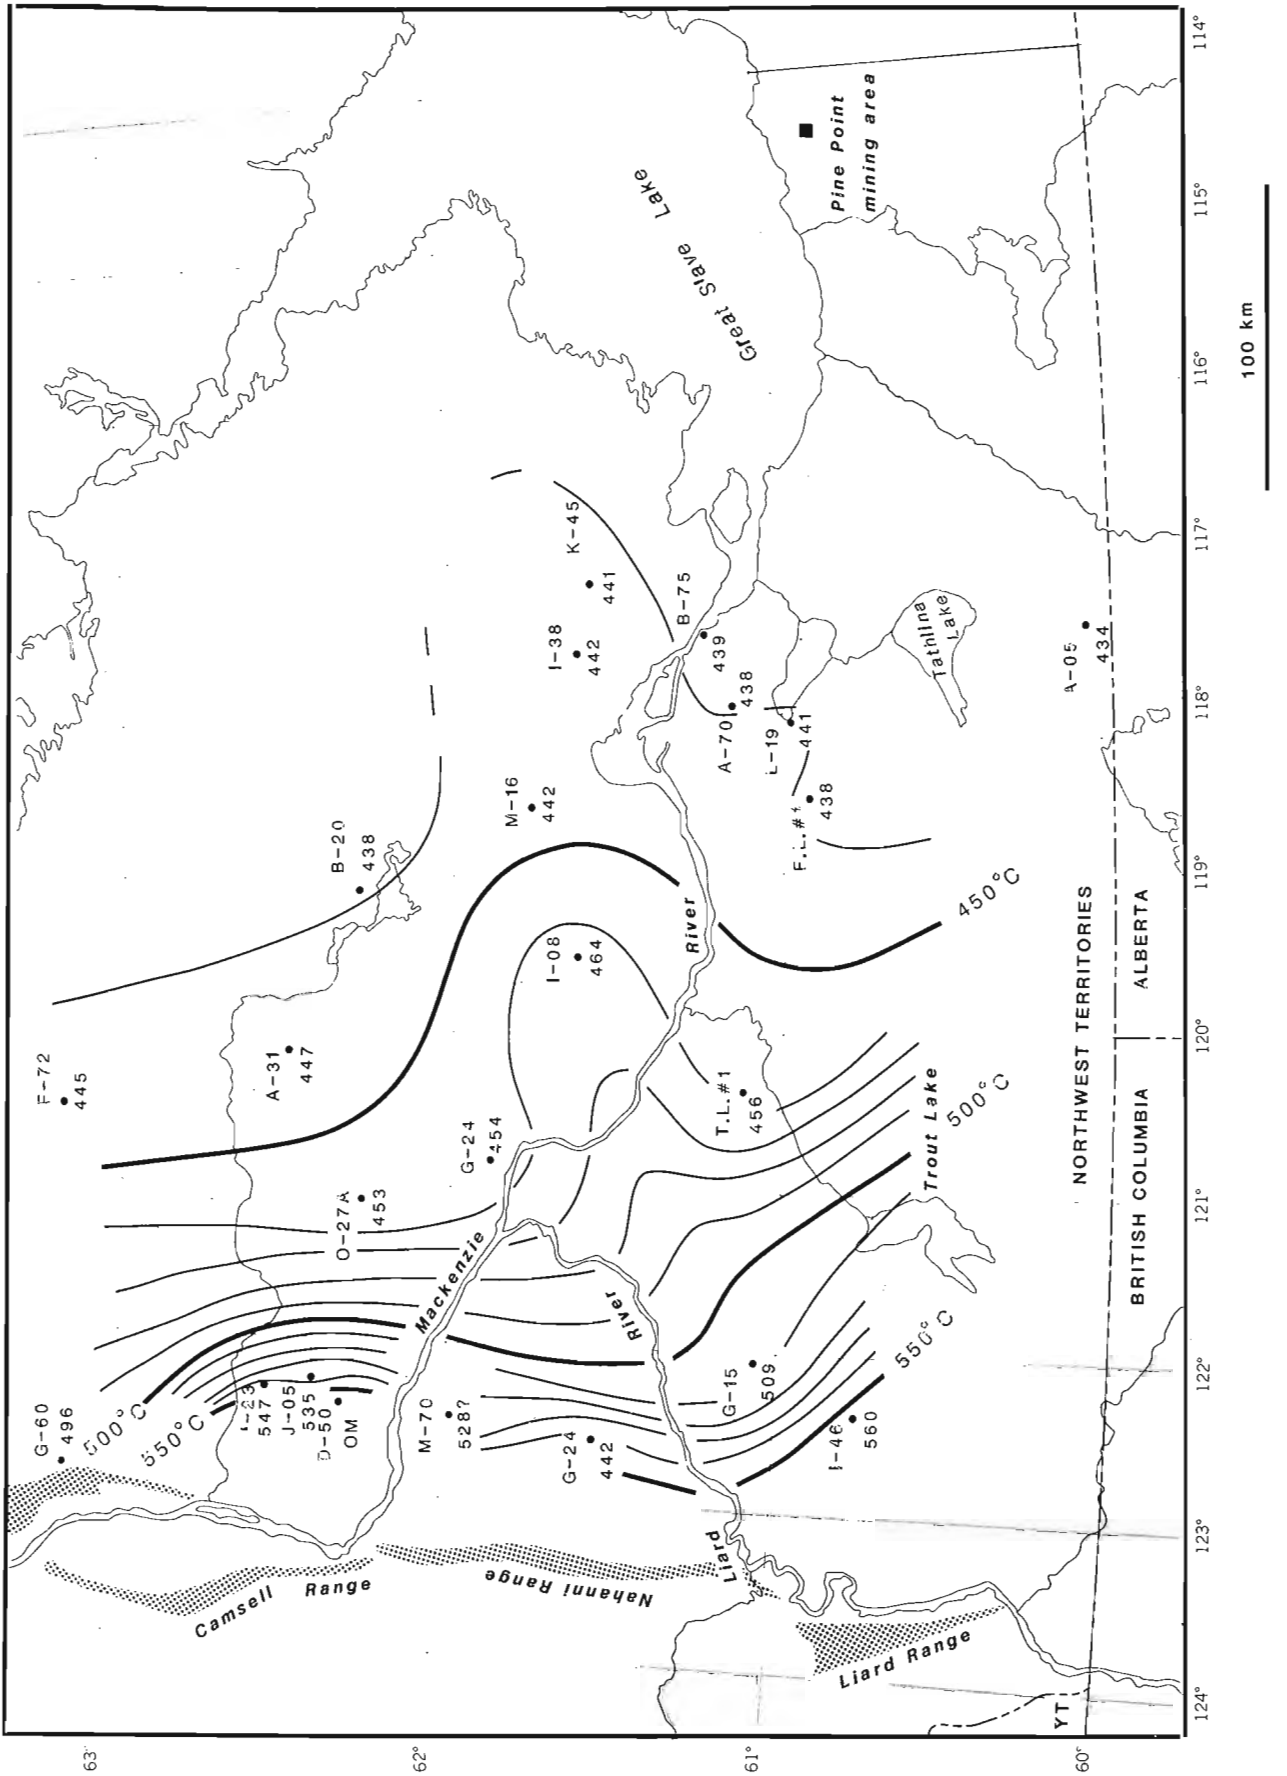 63°
62°
61°
60°
124°
123°
122°
121°
120°
119°
118°
117°
116°
115°
114°
100 km
G-60
496
500°C
550°C
547
J-05
535
D-50
OM
M-70
528?
G-24
442
G-15
509
560
550°C
500°C
450°C
F-72
445
A-31
447
B-20
438
O-27A
453
G-24
454
I-08
464
T.L.#1
456
M-16
442
I-38
442
K-45
441
B-75
439
A-70
438
L-19
441
F.L.#1
438
A-05
434
Camsell Range
Nahanni Range
Liard Range
Mackenzie
River
Liard
River
Trout Lake
Tathlina
Lake
Great Slave Lake
Pine Point
mining area
NORTHWEST TERRITORIES
BRITISH COLUMBIA
ALBERTA
YT